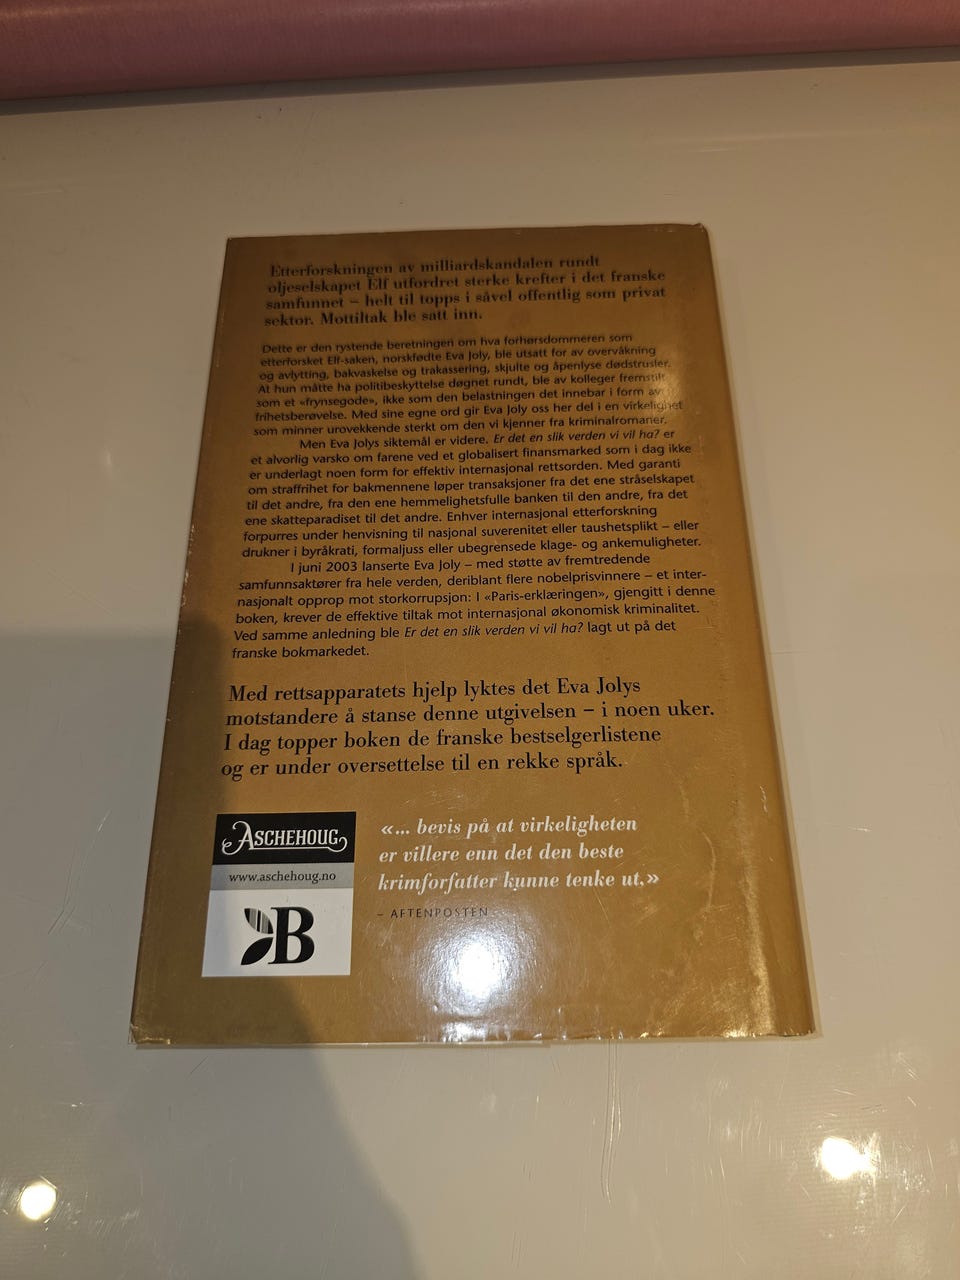 Etterforskningen av milliardskandalen rundt
oljeselskapet Elf utfordret sterke krefter i det franske
samfunnet – helt til topps i såvel offentlig som privat
sektor. Mottiltak ble satt inn.
Dette er den rystende beretningen om hva forhørsdommeren som
etterforsket Elf-saken, norskfødte Eva Joly, ble utsatt for av overvåkning
og avlytting, bakvaskelse og trakassering, skjulte og åpenlyse dødstrusler.
At hun måtte ha politibeskyttelse døgnet rundt, ble av kolleger fremstilt
som et «frynsegode», ikke som den belastningen det innebar i form av
frihetsberøvelse. Med sine egne ord gir Eva Joly oss her del i en virkelighet
som minner urovekkende sterkt om den vi kjenner fra kriminalromaner.
Men Eva Jolys siktemål er videre. Er det en slik verden vi vil ha? er
et alvorlig varsko om farene ved et globalisert finansmarked som i dag ikke
er underlagt noen form for effektiv internasjonal rettsorden. Med garanti
om straffrihet for bakmennene løper transaksjoner fra det ene stråselskapet
til det andre, fra den ene hemmelighetsfulle banken til den andre, fra det
ene skatteparadiset til det andre. Enhver internasjonal etterforskning
forpurres under henvisning til nasjonal suverenitet eller taushetsplikt – eller
drukner i byråkrati, formaljuss eller ubegrensede klage- og ankemuligheter.
I juni 2003 lanserte Eva Joly – med støtte av fremtredende
samfunnsaktører fra hele verden, deriblant flere nobelprisvinnere – et inter-
nasjonalt opprop mot storkorrupsjon: I «Paris-erklæringen», gjengitt i denne
boken, krever de effektive tiltak mot internasjonal økonomisk kriminalitet.
Ved samme anledning ble Er det en slik verden vi vil ha? lagt ut på det
franske bokmarkedet.
Med rettsapparatets hjelp lyktes det Eva Jolys
motstandere å stanse denne utgivelsen – i noen uker.
I dag topper boken de franske bestselgerlistene
og er under oversettelse til en rekke språk.
ASCHEHOUG
www.aschehoug.no
B
«... bevis på at virkeligheten
er villere enn det den beste
krimforfatter kunne tenke ut.»
– AFTENPOSTEN